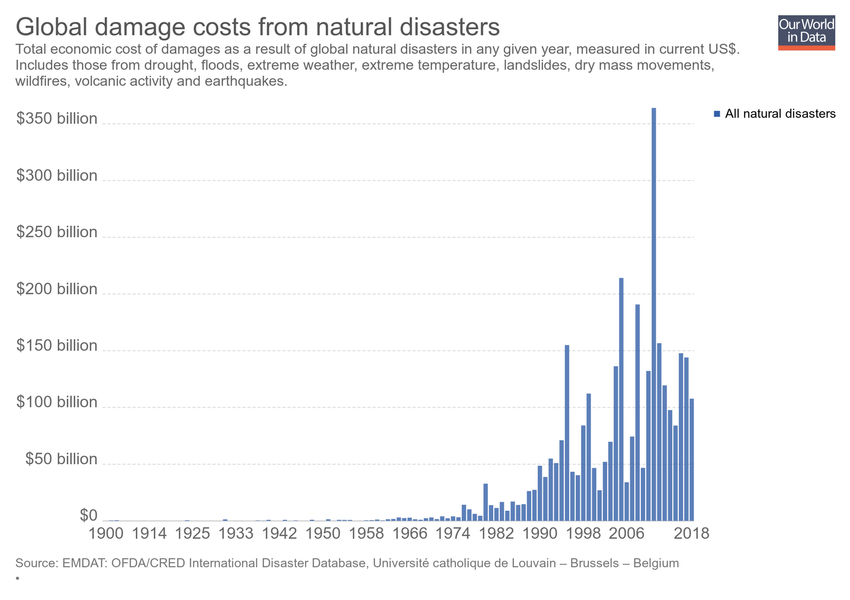 Global damage costs from natural disasters
Our World
in Data
Total economic cost of damages as a result of global natural disasters in any given year, measured in current US$.
Includes those from drought, floods, extreme weather, extreme temperature, landslides, dry mass movements,
wildfires, volcanic activity and earthquakes.
All natural disasters
$350 billion
$300 billion
$250 billion
$200 billion
$150 billion
$100 billion
$50 billion
$0
1900 1914 1925 1933 1942 1950 1958 1966 1974 1982 1990 1998 2006 2018
Source: EMDAT: OFDA/CRED International Disaster Database, Université catholique de Louvain – Brussels – Belgium
•